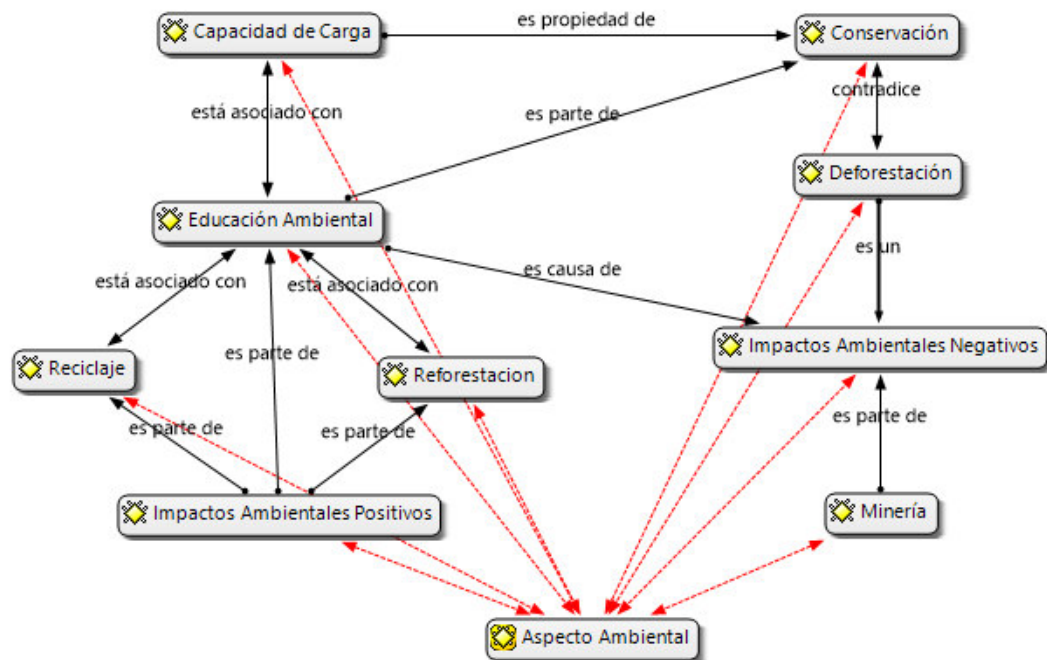 es propiedad de
Capacidad de Carga
Conservación
contradice
está asociado con
es parte de
Deforestación
Educación Ambiental
es un
es causa de
está asociado con
está asociado con
Impactos Ambientales Negativos
es parte de
Reciclaje
Reforestacion
es parte de
es parte de
es parte de
Impactos Ambientales Positivos
Minería
Aspecto Ambiental